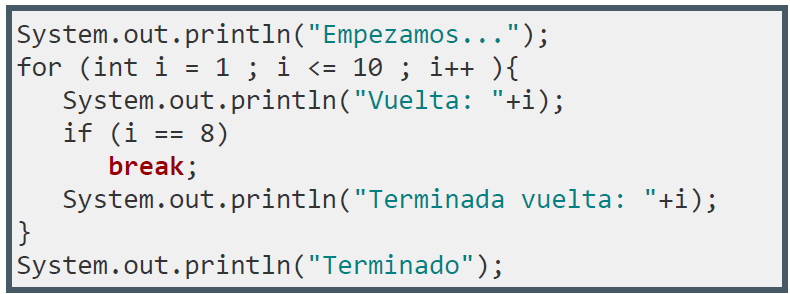 System.out.println("Empezamos...");
for (int i = 1 ; i <= 10 ; i++ ){
   System.out.println("Vuelta: "+i);
   if (i == 8)
      break;
   System.out.println("Terminada vuelta: "+i);
}
System.out.println("Terminado");